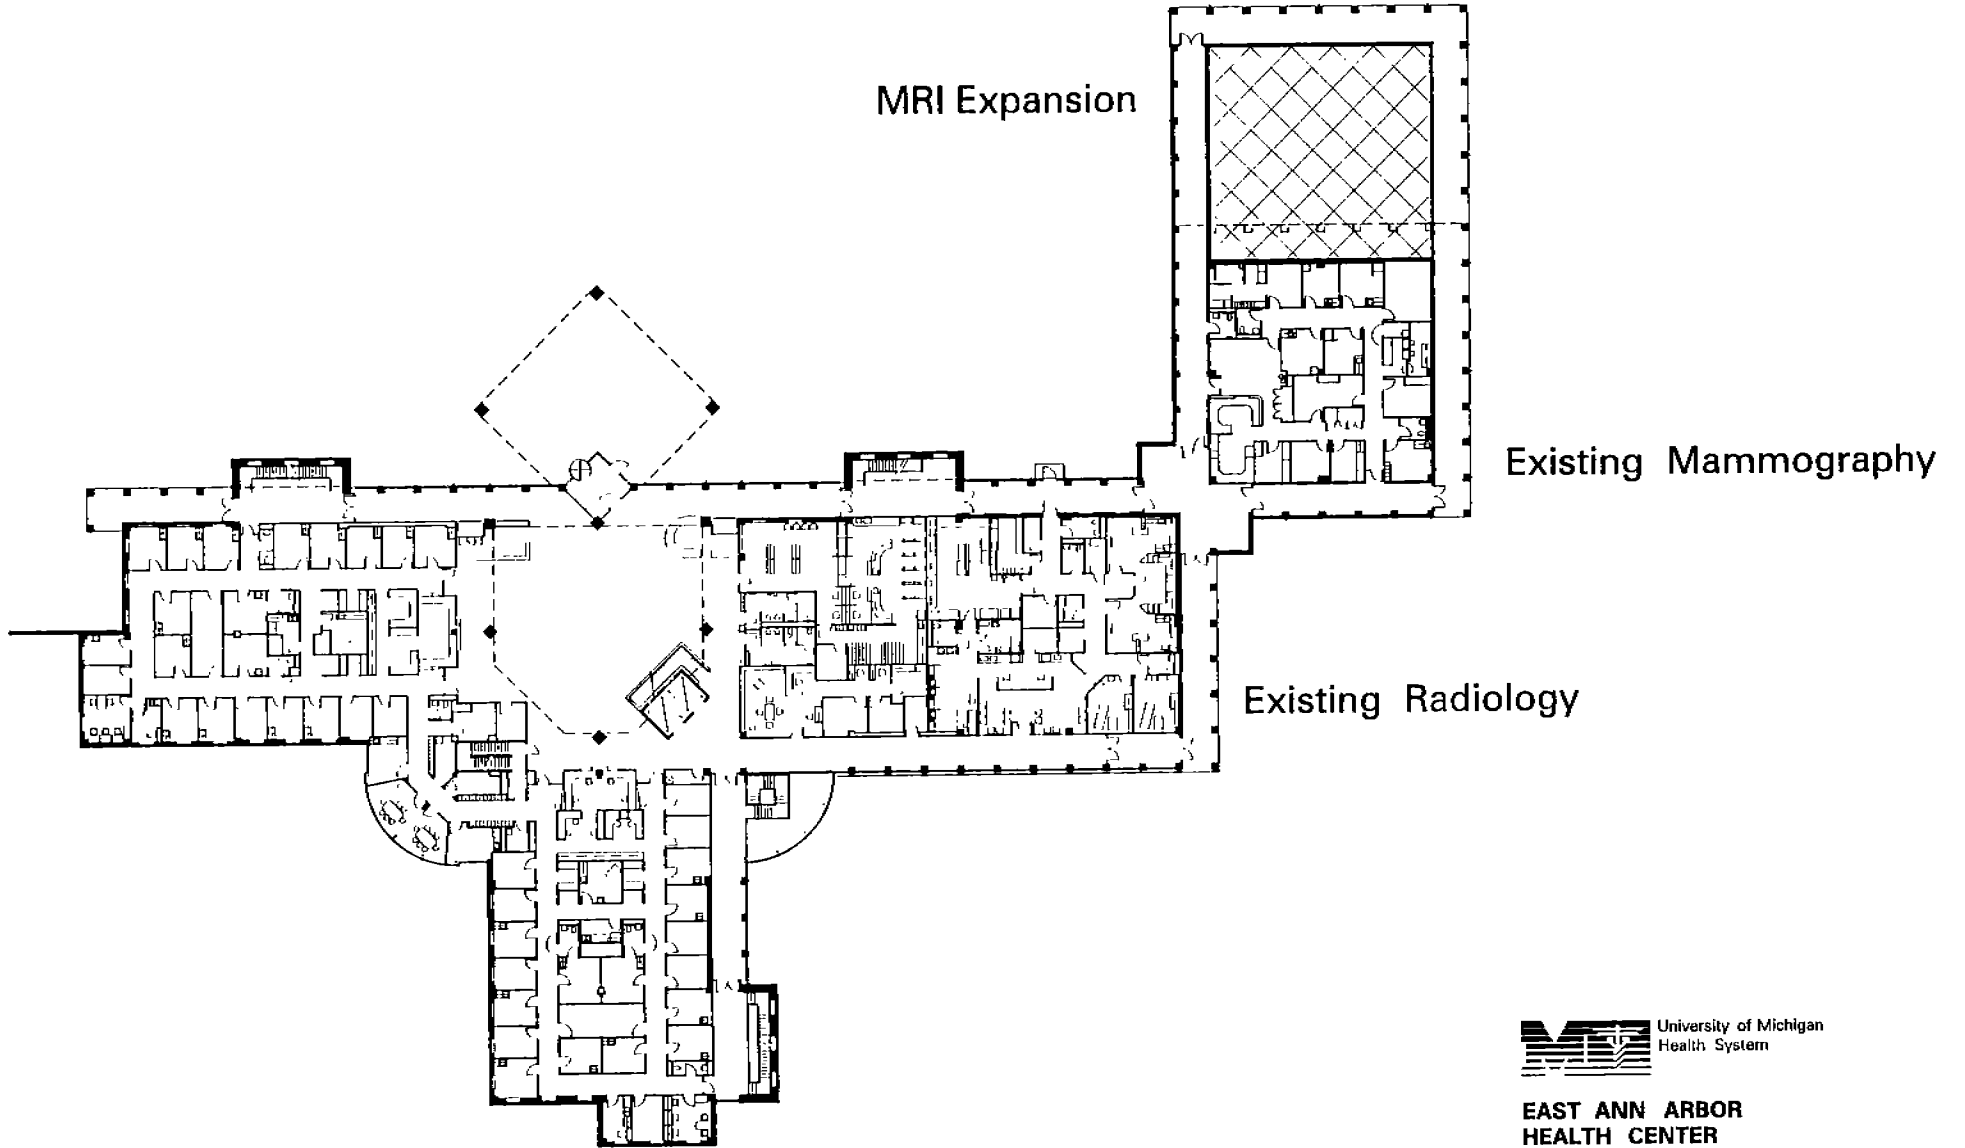 MRI Expansion
Existing Mammography
Existing Radiology
University of Michigan
Health System
EAST ANN ARBOR
HEALTH CENTER